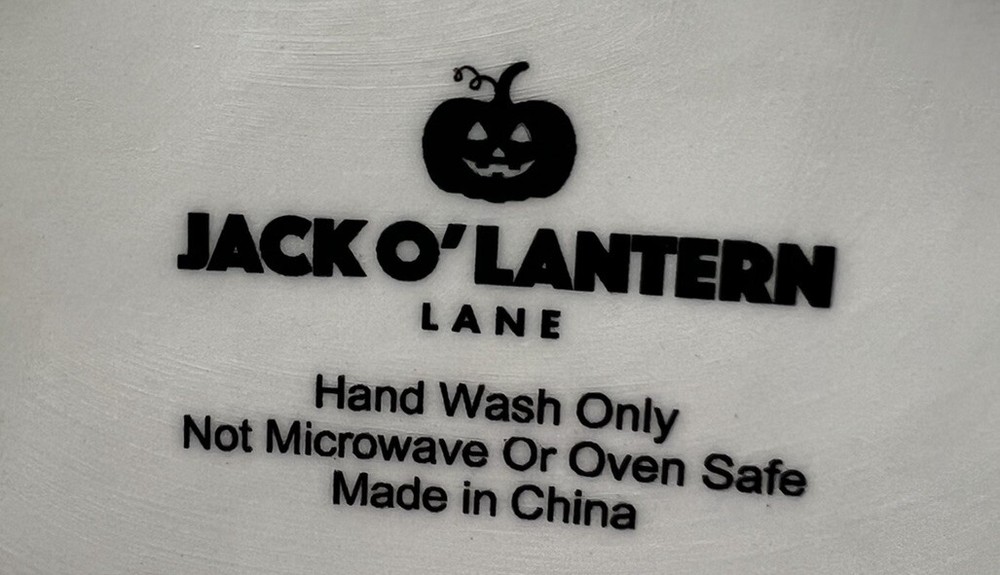 JACK O'LANTERN
LANE
Hand Wash Only
Not Microwave Or Oven Safe
Made in China